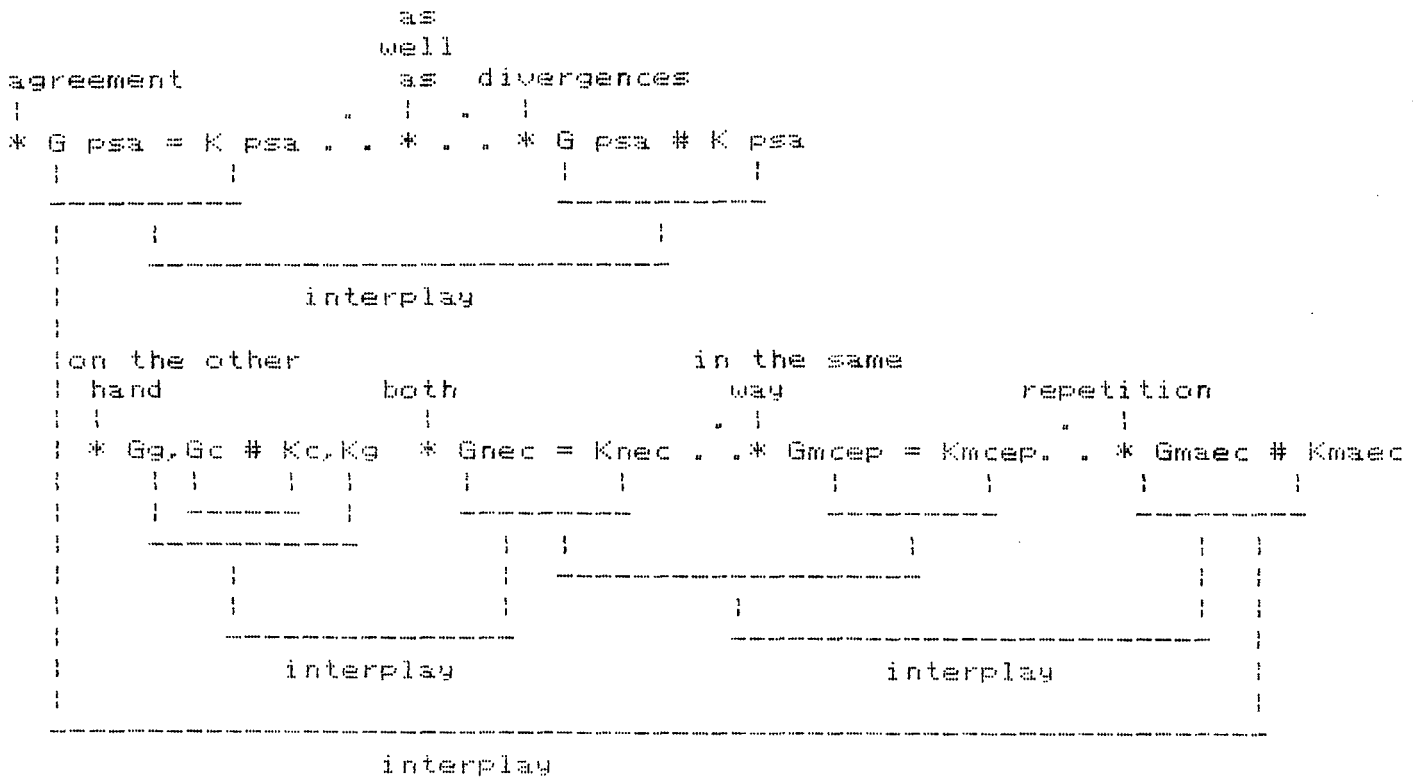 as
well
agreement as divergences
* G psa = K psa . . * . . * G psa # K psa
interplay
on the other in the same
hand both way repetition
* Gg,Gc # Kc,Kg * Gnec = Knec . .* Gmcep = Kmcep. . * Gmaec # Kmaec
interplay interplay
interplay